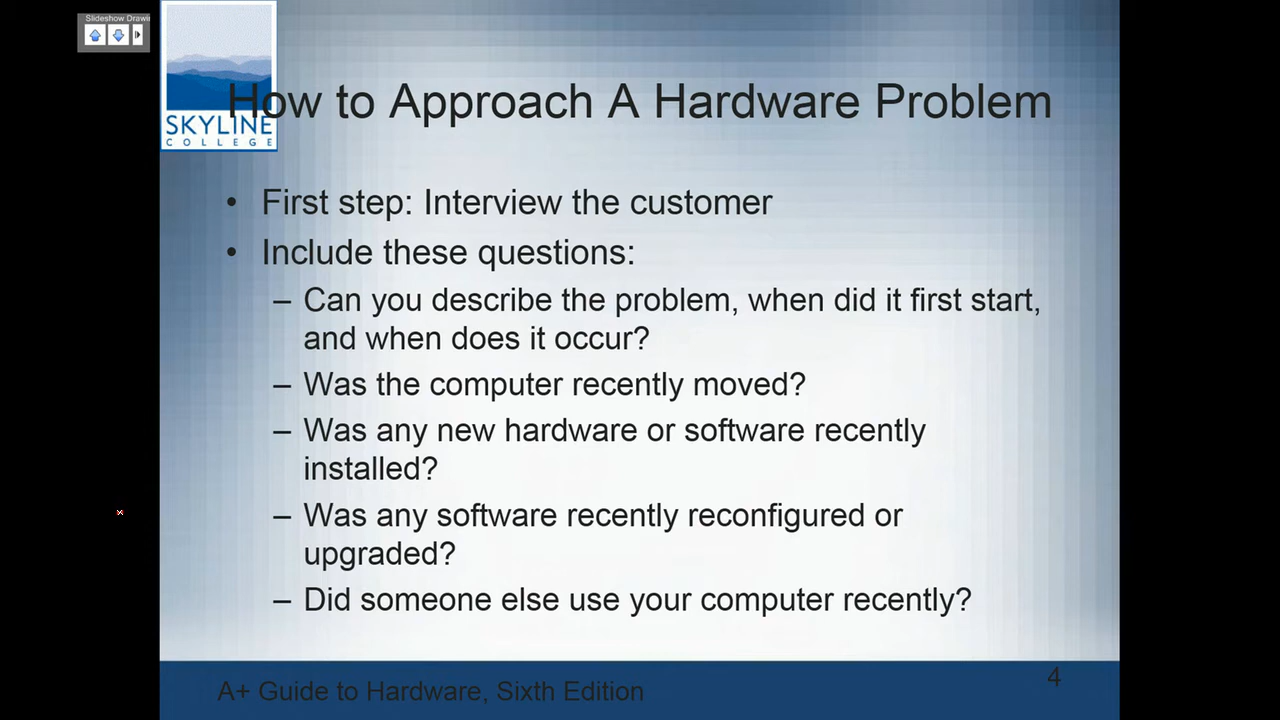 Slideshow Drawin
SKYLINE
COLLEGE
How to Approach A Hardware Problem
• First step: Interview the customer
• Include these questions:
– Can you describe the problem, when did it first start,
and when does it occur?
– Was the computer recently moved?
– Was any new hardware or software recently
installed?
– Was any software recently reconfigured or
upgraded?
– Did someone else use your computer recently?
A+ Guide to Hardware, Sixth Edition
4